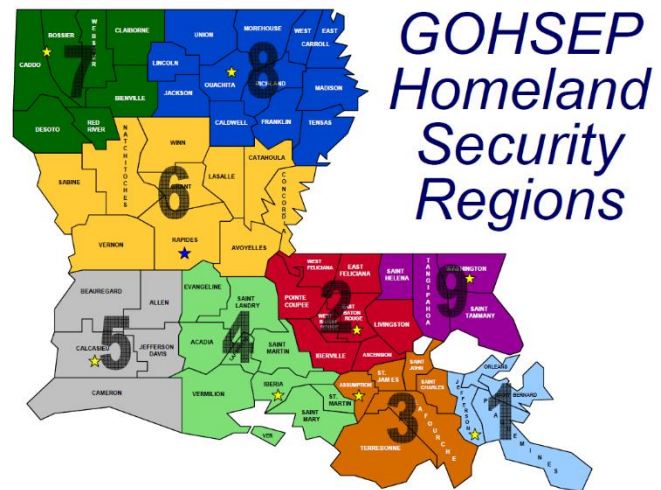 GOHSEP
Homeland
Security
Regions
7
BOSSIER
WEBSTER
CLAIBORNE
CADDO
BIENVILLE
DESOTO
RED
RIVER
8
UNION
MOREHOUSE
WEST
CARROLL
EAST
LINCOLN
OUACHITA
RICHLAND
JACKSON
MADISON
CALDWELL
FRANKLIN
TENSAS
6
NATCHITOCHES
WINN
GRANT
SABINE
LASALLE
CATAHOULA
CONCORDIA
VERNON
RAPIDES
AVOYELLES
5
BEAUREGARD
ALLEN
CALCASIEU
JEFFERSON
DAVIS
CAMERON
4
EVANGELINE
SAINT
LANDRY
ACADIA
SAINT
MARTIN
VERMILION
IBERIA
ST.
MARTIN
SAINT
MARY
VER
2
WEST
FELICIANA
EAST
FELICIANA
POINTE
COUPEE
WEST
EAST
BATON
ROUGE
LIVINGSTON
IBERVILLE
ASCENSION
9
SAINT
HELENA
TANGIPAHOA
WASHINGTON
SAINT
TAMMANY
3
ASSUMPTION
ST.
JAMES
SAINT
JOHN
SAINT
CHARLES
LAFOURCHE
TERREBONNE
1
ORLEANS
JEFFERSON
BERNARD
PLAQUEMINES